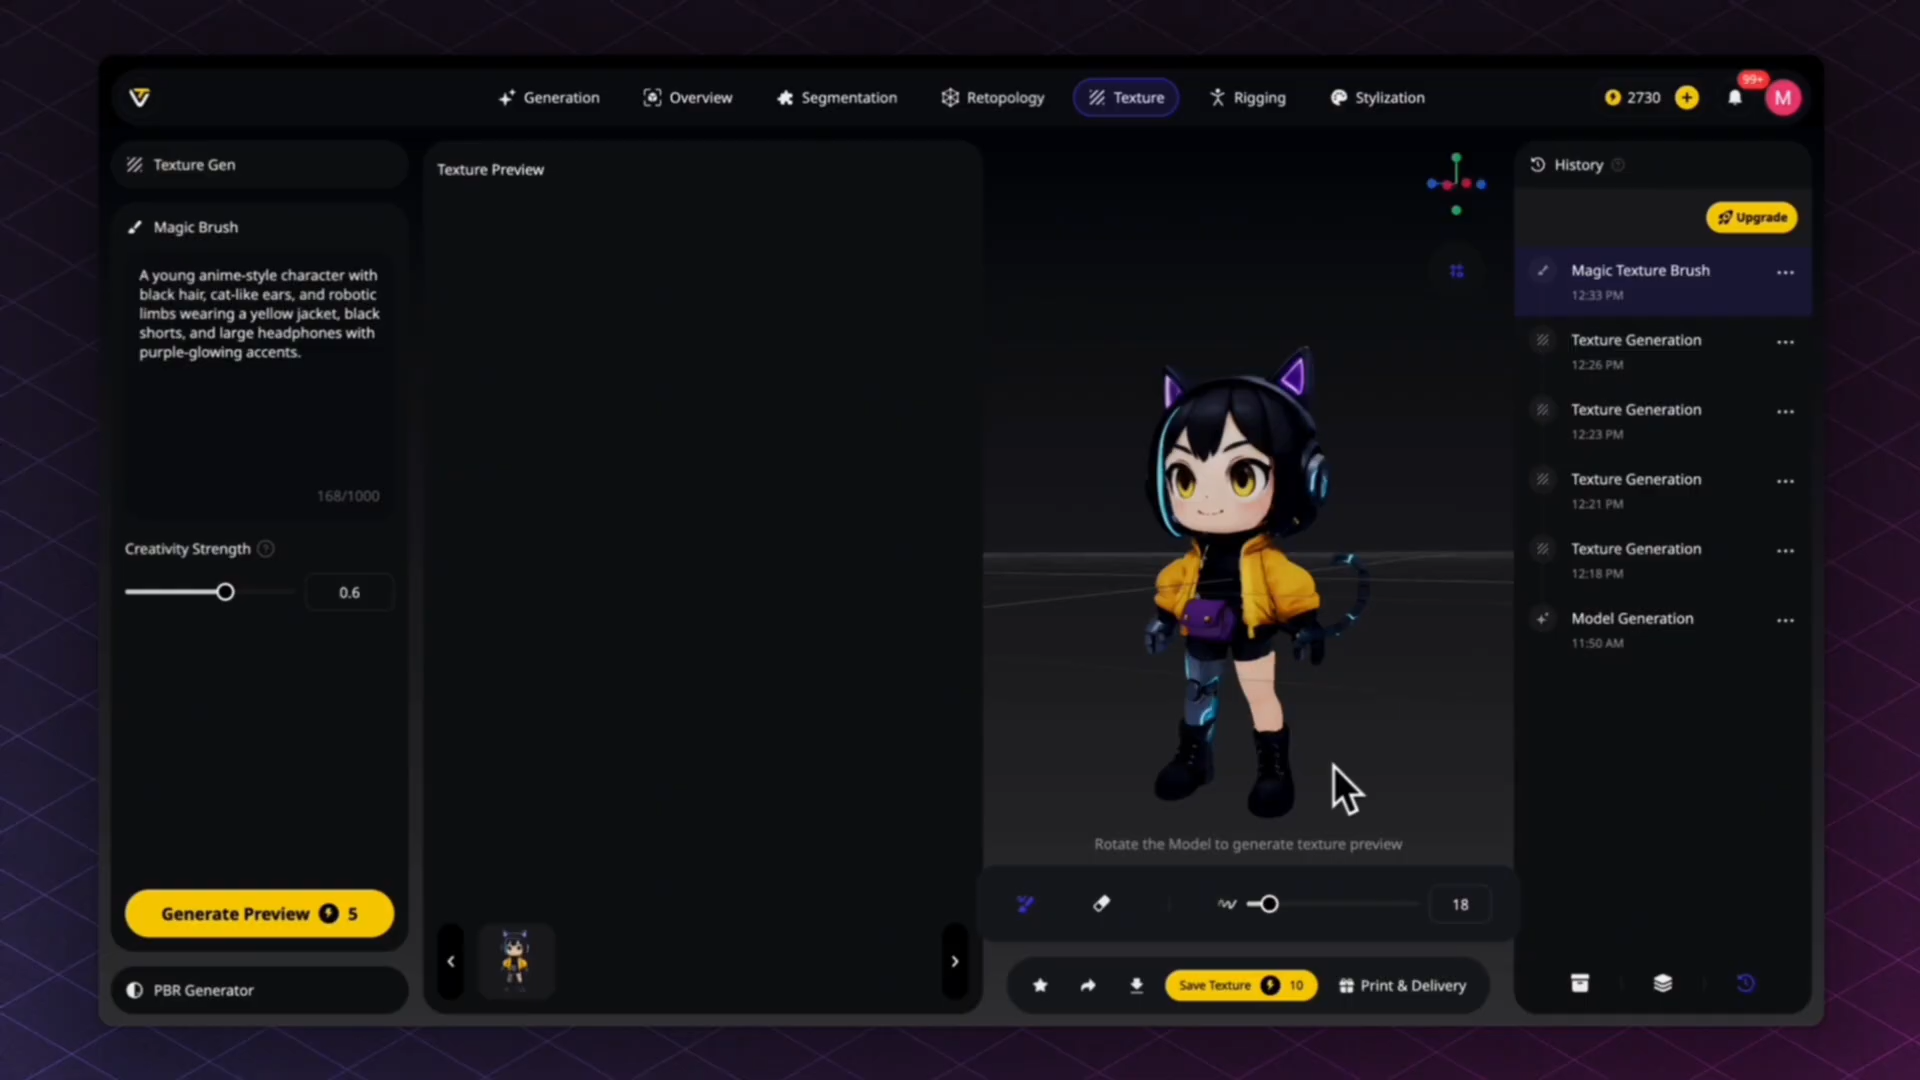 Generation
Overview
Segmentation
Retopology
Texture
Rigging
Stylization
2730
99+
M
Texture Gen
Magic Brush
A young anime-style character with
black hair, cat-like ears, and robotic
limbs wearing a yellow jacket, black
shorts, and large headphones with
purple-glowing accents.
168/1000
Creativity Strength
0.6
Generate Preview 5
PBR Generator
Texture Preview
Rotate the Model to generate texture preview
18
Save Texture 10
Print & Delivery
History
Upgrade
Magic Texture Brush
12:33 PM
Texture Generation
12:26 PM
Texture Generation
12:23 PM
Texture Generation
12:21 PM
Texture Generation
12:18 PM
Model Generation
11:50 AM